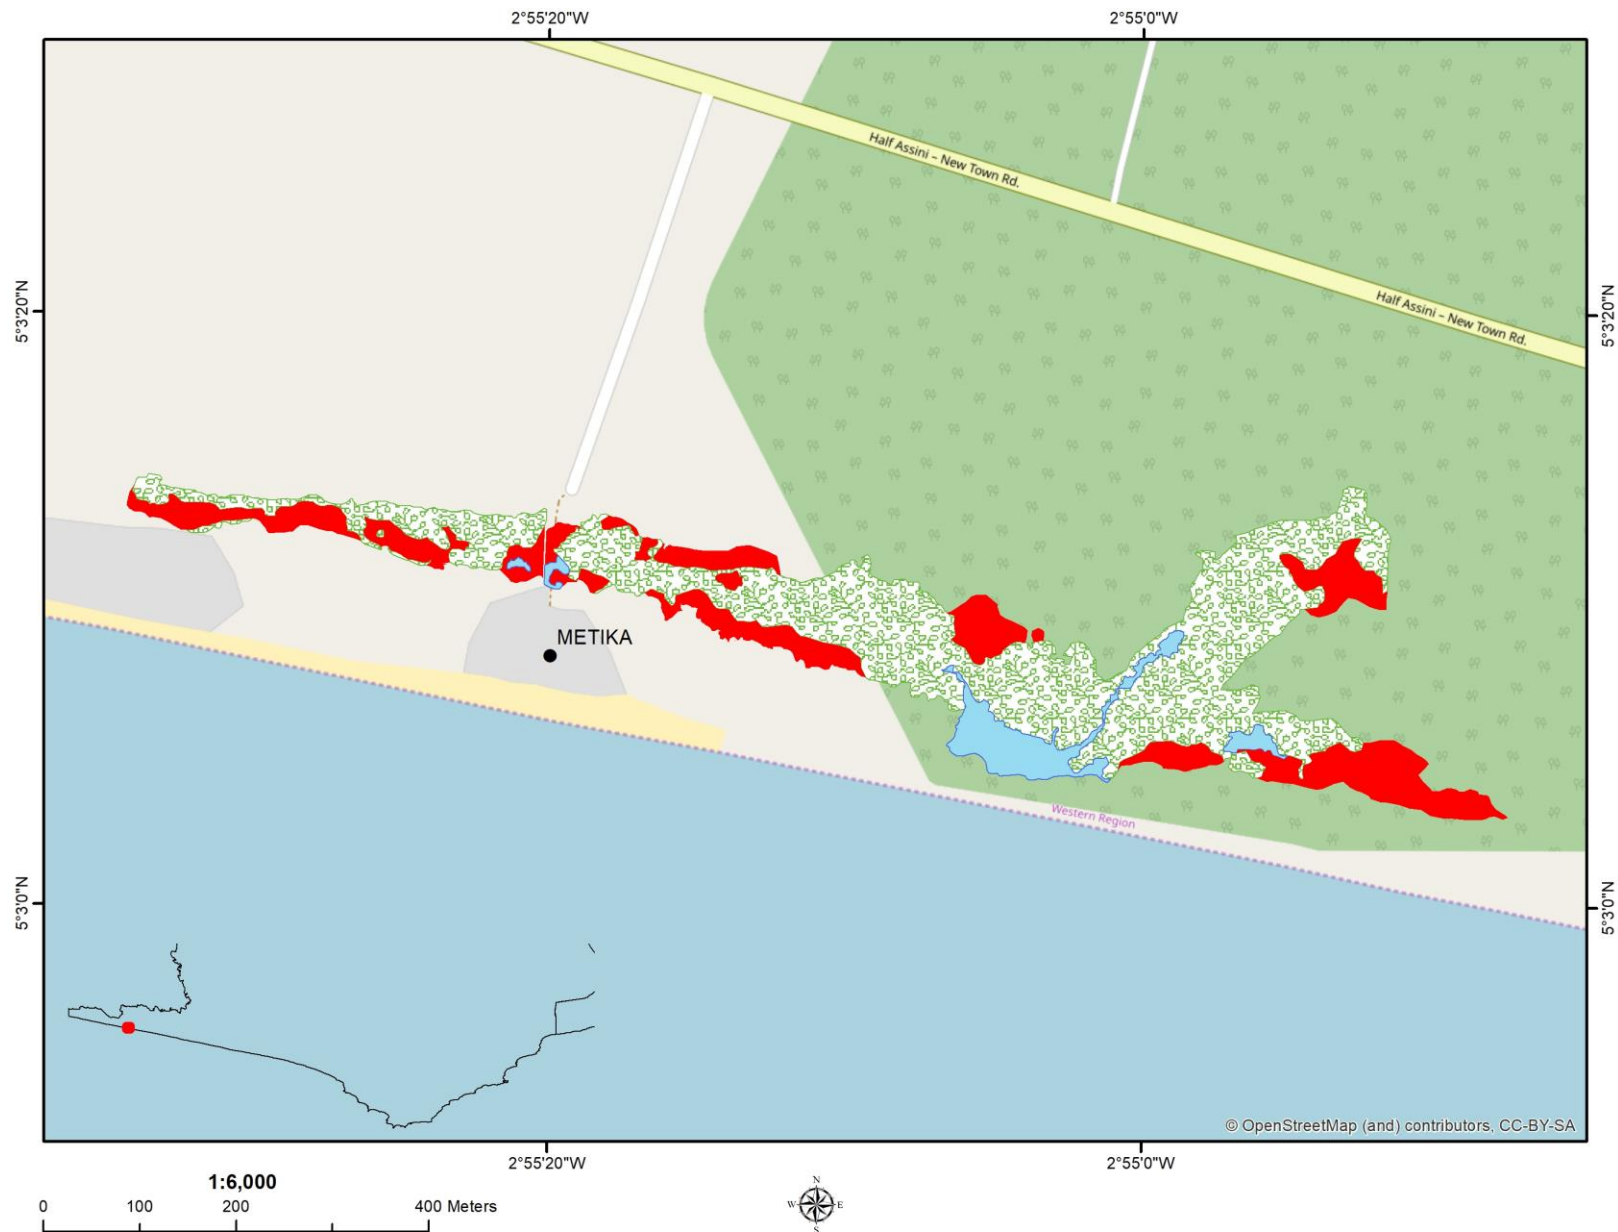 2°55'20"W
2°55'0"W
Half Assini – New Town Rd.
5°3'20"N
5°3'20"N
Half Assini – New Town Rd.
METIKA
Western Region
5°3'0"N
5°3'0"N
© OpenStreetMap (and) contributors, CC-BY-SA
2°55'20"W
2°55'0"W
1:6,000
0 100 200 400 Meters
N
W E
S